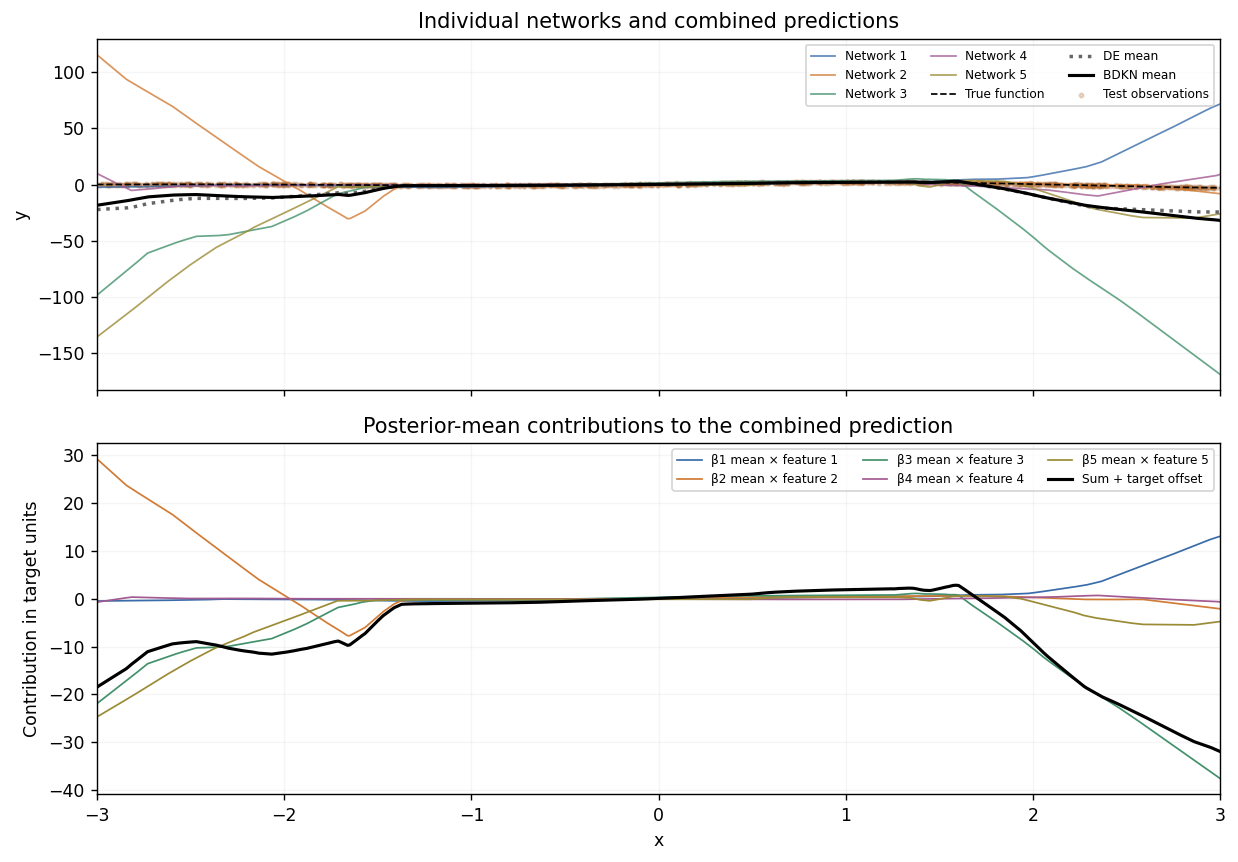 Individual networks and combined predictions
Network 1
Network 2
Network 3
Network 4
Network 5
True function
DE mean
BDKN mean
Test observations
100
50
0
−50
−100
−150
y
Posterior-mean contributions to the combined prediction
β1 mean × feature 1
β2 mean × feature 2
β3 mean × feature 3
β4 mean × feature 4
β5 mean × feature 5
Sum + target offset
30
20
10
0
−10
−20
−30
−40
Contribution in target units
−3
−2
−1
0
1
2
3
x